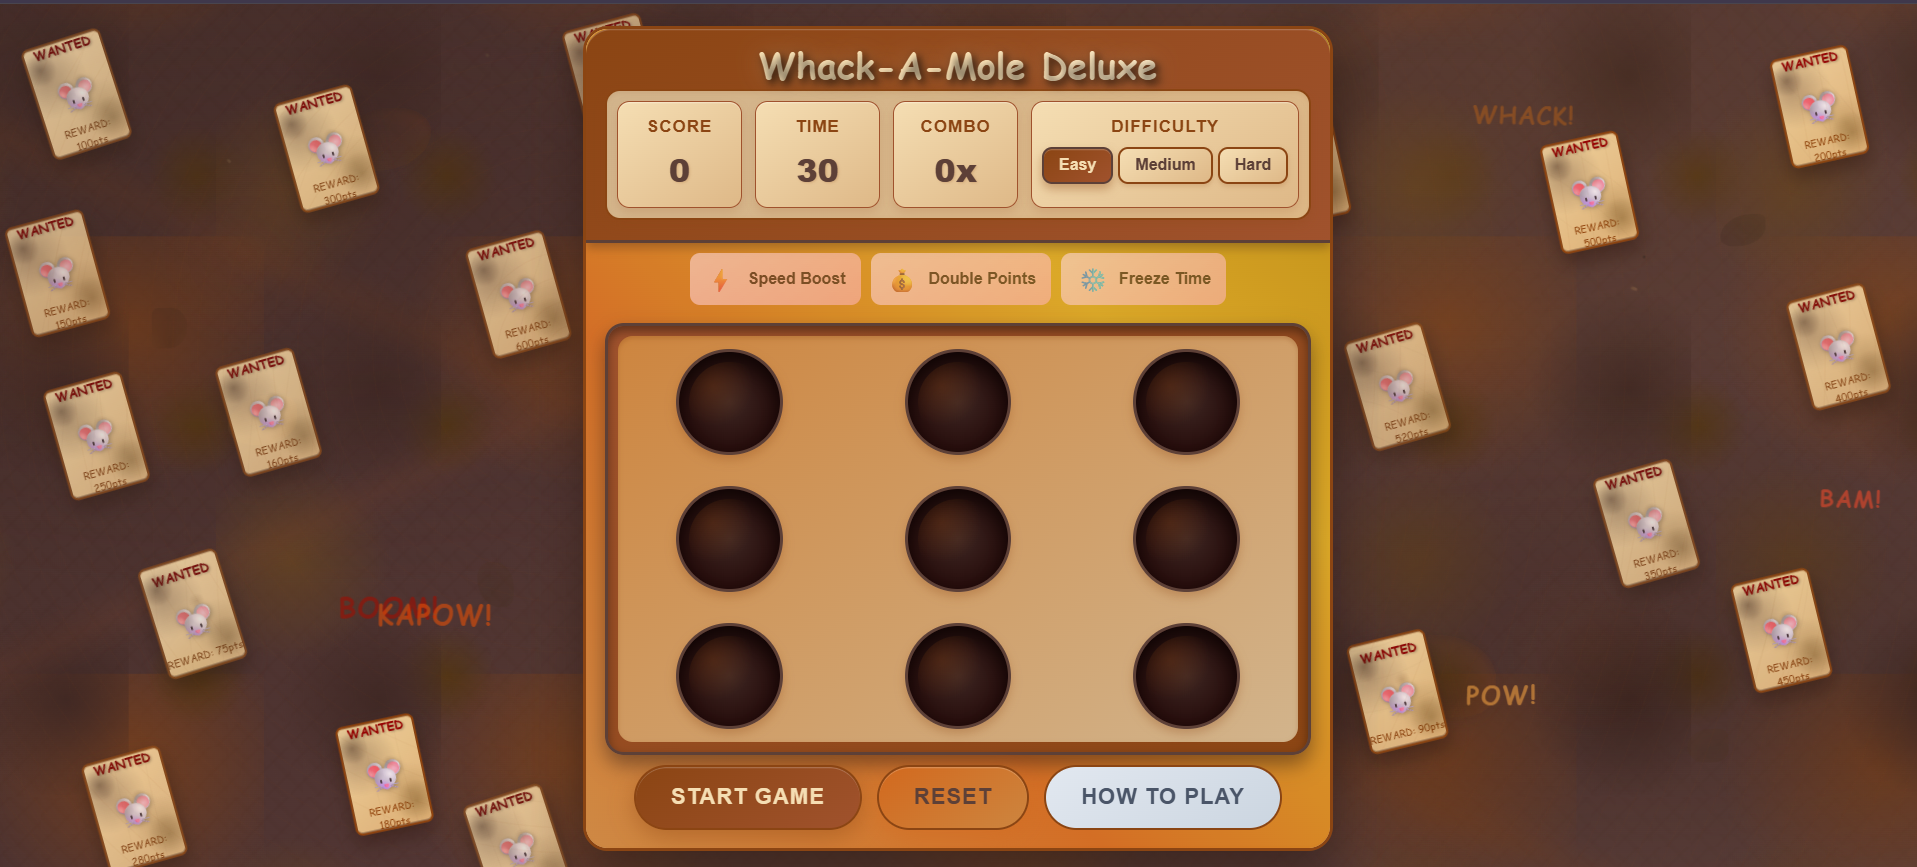 Whack-A-Mole Deluxe
SCORE
0
TIME
30
COMBO
0x
DIFFICULTY
Easy
Medium
Hard
Speed Boost
Double Points
Freeze Time
START GAME
RESET
HOW TO PLAY
WANTED
REWARD:
100pts
WANTED
REWARD:
300pts
WANTED
REWARD:
150pts
WANTED
REWARD:
600pts
WANTED
REWARD:
250pts
WANTED
REWARD:
160pts
WANTED
REWARD: 75pts
KAPOW!
WANTED
REWARD:
180pts
WANTED
REWARD:
280pts
WANTED
WHACK!
WANTED
REWARD:
200pts
WANTED
REWARD:
500pts
WANTED
REWARD:
400pts
WANTED
REWARD:
520pts
WANTED
REWARD:
350pts
BAM!
WANTED
REWARD:
450pts
WANTED
REWARD: 90pts
POW!